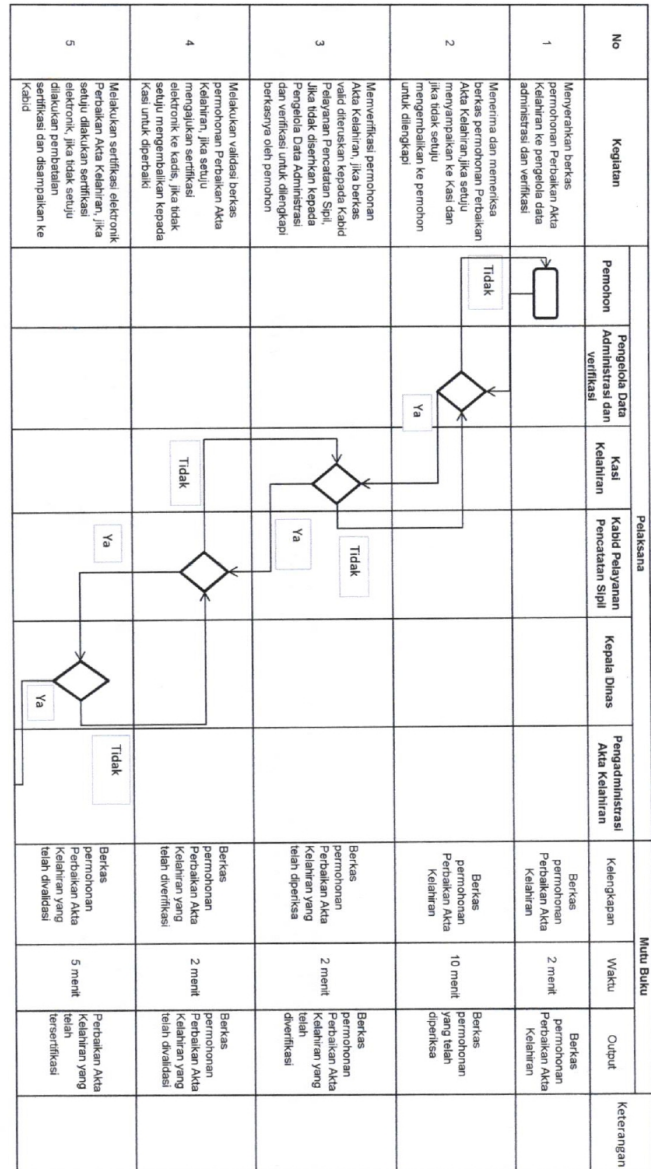 No
Kegiatan
Pelaksana
Mutu Buku
Keterangan
Pemohon
Pengelola Data
Administrasi dan
verifikasi
Kasi
Kelahiran
Kabid Pelayanan
Pencatatan Sipil
Kepala Dinas
Pengadministrasi
Akta Kelahiran
Kelengkapan
Waktu
Output
1
Menyerahkan berkas
permohonan Perbaikan Akta
Kelahiran ke pengelola data
administrasi dan verifikasi
Berkas
permohonan
Perbaikan Akta
Kelahiran
2 menit
Berkas
permohonan
Perbaikan Akta
Kelahiran
2
Menerima dan memeriksa
berkas permohonan Perbaikan
Akta Kelahiran, jika setuju
menyampaikan ke Kasi dan
jika tidak setuju
mengembalikan ke pemohon
untuk dilengkapi
Tidak
Ya
Berkas
permohonan
Perbaikan Akta
Kelahiran
10 menit
Berkas
permohonan
yang telah
diperiksa
3
Memverifikasi permohonan
Akta Kelahiran, jika berkas
valid diteruskan kepada Kabid
Pelayanan Pencatatan Sipil,
Jika tidak diserhkan kepada
Pengelola Data Administrasi
dan verifikasi untuk dilengkapi
berkasnya oleh pemohon
Tidak
Ya
Berkas
permohonan
Perbaikan Akta
Kelahiran yang
telah diperiksa
2 menit
Berkas
permohonan
Perbaikan Akta
Kelahiran yang
telah
diverifikasi
4
Melakukan validasi berkas
permohonan Perbaikan Akta
Kelahiran, jika setuju
mengajukan sertifikasi
elektronik ke kadis, jika tidak
setuju mengembalikan kepada
Kasi untuk diperbaiki
Tidak
Ya
Berkas
permohonan
Perbaikan Akta
Kelahiran yang
telah diverifikasi
2 menit
Berkas
permohonan
Perbaikan Akta
Kelahiran yang
telah divalidasi
5
Melakukan sertifikasi elektronik
Perbaikan Akta Kelahiran, jika
setuju dilakukan sertifikasi
elektronik, jika tidak setuju
dilakukan pembatalan
sertifikasi dan disampaikan ke
Kabid
Ya
Tidak
Berkas
permohonan
Perbaikan Akta
Kelahiran yang
telah divalidasi
5 menit
Perbaikan Akta
Kelahiran yang
telah
tersertifikasi